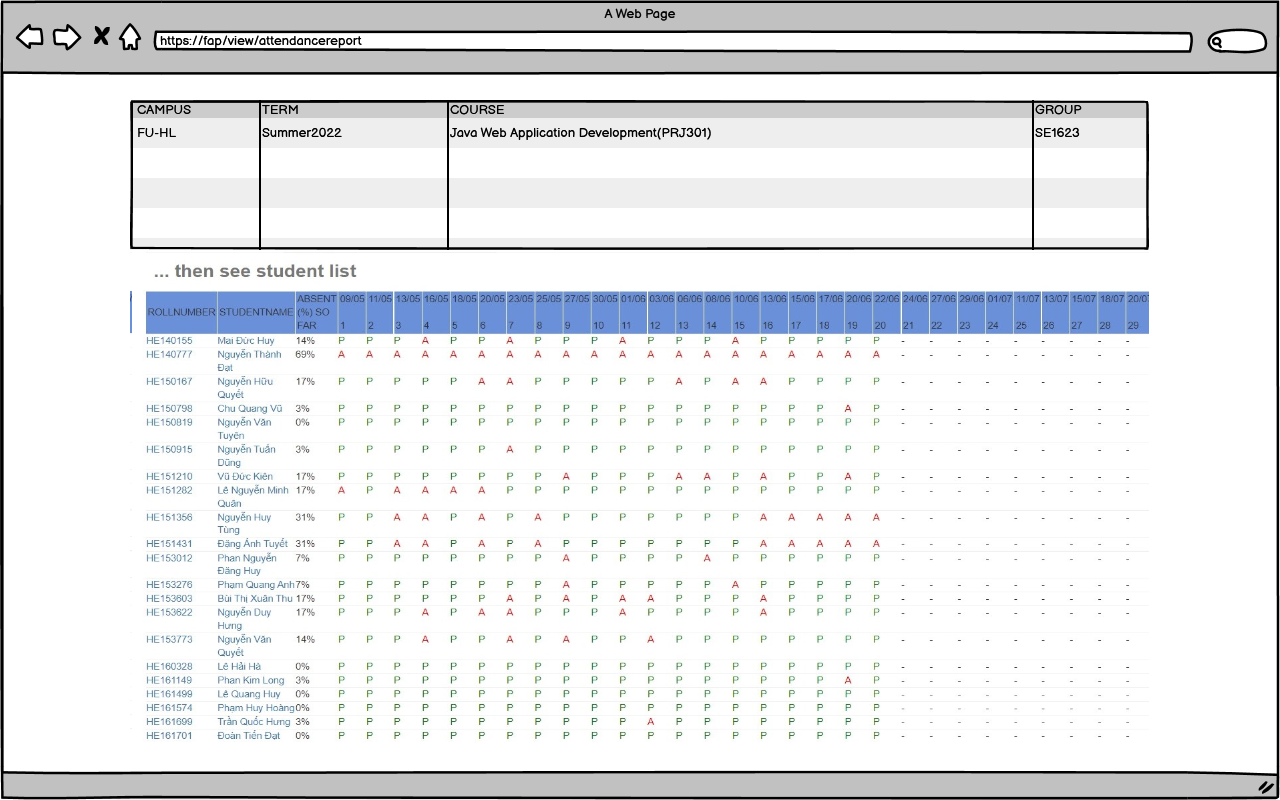 A Web Page
https://fap/view/attendancereport
CAMPUS TERM COURSE GROUP
FU-HL Summer2022 Java Web Application Development(PRJ301) SE1623
... then see student list
ABSENT 09/05 11/05 13/05 16/05 18/05 20/05 23/05 25/05 27/05 30/05 01/06 03/06 06/06 08/06 10/06 13/06 15/06 17/06 20/06 22/06 24/06 27/06 29/06 01/07 11/07 13/07 15/07 18/07 20/07
ROLLNUMBER STUDENTNAME (%) SO
FAR 1 2 3 4 5 6 7 8 9 10 11 12 13 14 15 16 17 18 19 20 21 22 23 24 25 26 27 28 29
HE140155 Mai Đức Huy 14% P P P A P P A P P P A P P P A P P P P P - - - - - - - - -
HE140777 Nguyễn Thành 69% A A A A A A A A A A A A A A A A A A A A - - - - - - - - -
Đạt
HE150167 Nguyễn Hữu 17% P P P P P A A P P P P P A P A A P P P P - - - - - - - - -
Quyết
HE150798 Chu Quang Vũ 3% P P P P P P P P P P P P P P P P P P A P - - - - - - - - -
HE150819 Nguyễn Văn 0% P P P P P P P P P P P P P P P P P P P P - - - - - - - - -
Tuyên
HE150915 Nguyễn Tuấn 3% P P P P P P A P P P P P P P P P P P P P - - - - - - - - -
Dũng
HE151210 Vũ Đức Kiên 17% P P P P P P P P A P P P A A P A P P A P - - - - - - - - -
HE151282 Lê Nguyễn Minh 17% A P A A A A P P P P P P P P P P P P P P - - - - - - - - -
Quân
HE151356 Nguyễn Huy 31% P P A A P A P A P P P P P P P A A A A A - - - - - - - - -
Tùng
HE151431 Đặng Ánh Tuyết 31% P P A A P A P A P P P P P P P A A A A A - - - - - - - - -
HE153012 Phan Nguyễn 7% P P P P P P P P A P P P P A P P P P P P - - - - - - - - -
Đăng Huy
HE153276 Phạm Quang Anh 7% P P P P P P P P A P P P P P A P P P P P - - - - - - - - -
HE153603 Bùi Thị Xuân Thu 17% P P P P P P A P A P A A P P P A P P P P - - - - - - - - -
HE153622 Nguyễn Duy 17% P P P A P A A P P P A P P P P A P P P P - - - - - - - - -
Hưng
HE153773 Nguyễn Văn 14% P P P A P P A P A P P A P P P P P P P P - - - - - - - - -
Quyết
HE160328 Lê Hải Hà 0% P P P P P P P P P P P P P P P P P P P P - - - - - - - - -
HE161149 Phan Kim Long 3% P P P P P P P P P P P P P P P P P P A P - - - - - - - - -
HE161499 Lê Quang Huy 0% P P P P P P P P P P P P P P P P P P P P - - - - - - - - -
HE161574 Phạm Huy Hoàng 0% P P P P P P P P P P P P P P P P P P P P - - - - - - - - -
HE161699 Trần Quốc Hưng 3% P P P P P P P P P P P A P P P P P P P P - - - - - - - - -
HE161701 Đoàn Tiến Đạt 0% P P P P P P P P P P P P P P P P P P P P - - - - - - - - -